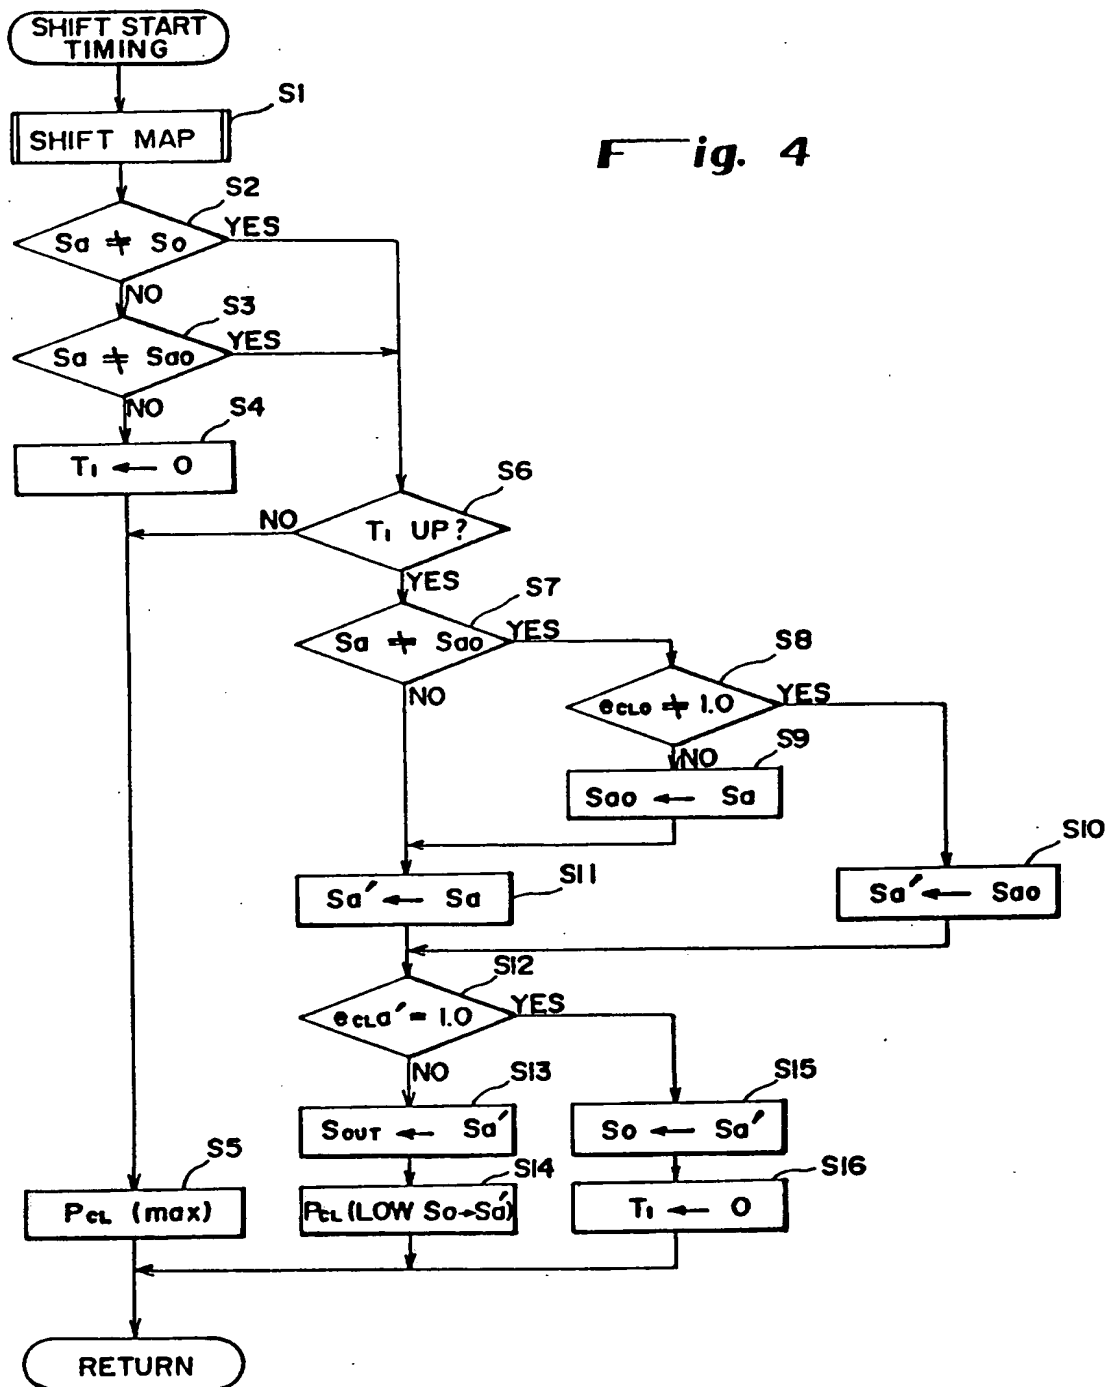 SHIFT START
TIMING
S1
SHIFT MAP
Fig. 4
S2
Sa ≠ So
YES
NO
S3
Sa ≠ Sao
YES
NO
S4
T1 ← 0
S6
T1 UP?
NO
YES
S7
Sa ≠ Sao
YES
NO
S8
eCLO ≠ 1.0
YES
NO
S9
Sao ← Sa
S10
Sa' ← Sao
S11
Sa' ← Sa
S12
eCLa' = 1.0
YES
NO
S13
SOUT ← Sa'
S14
PCL (LOW So→Sa')
S15
So ← Sa'
S16
T1 ← 0
S5
PCL (max)
RETURN